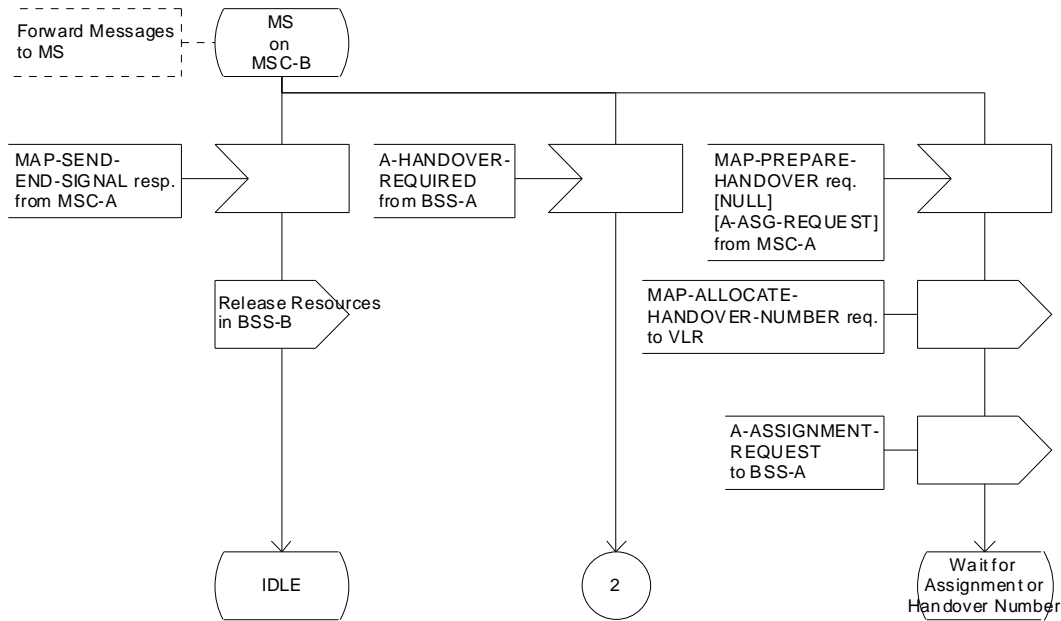 Forward Messages
to MS
MS
on
MSC-B
MAP-SEND-
END-SIGNAL resp.
from MSC-A
A-HANDOVER-
REQUIRED
from BSS-A
MAP-PREPARE-
HANDOVER req.
[NULL]
[A-ASG-REQUEST]
from MSC-A
Release Resources
in BSS-B
MAP-ALLOCATE-
HANDOVER-NUMBER req.
to VLR
A-ASSIGNMENT-
REQUEST
to BSS-A
IDLE
2
Wait for
Assignment or
Handover Number